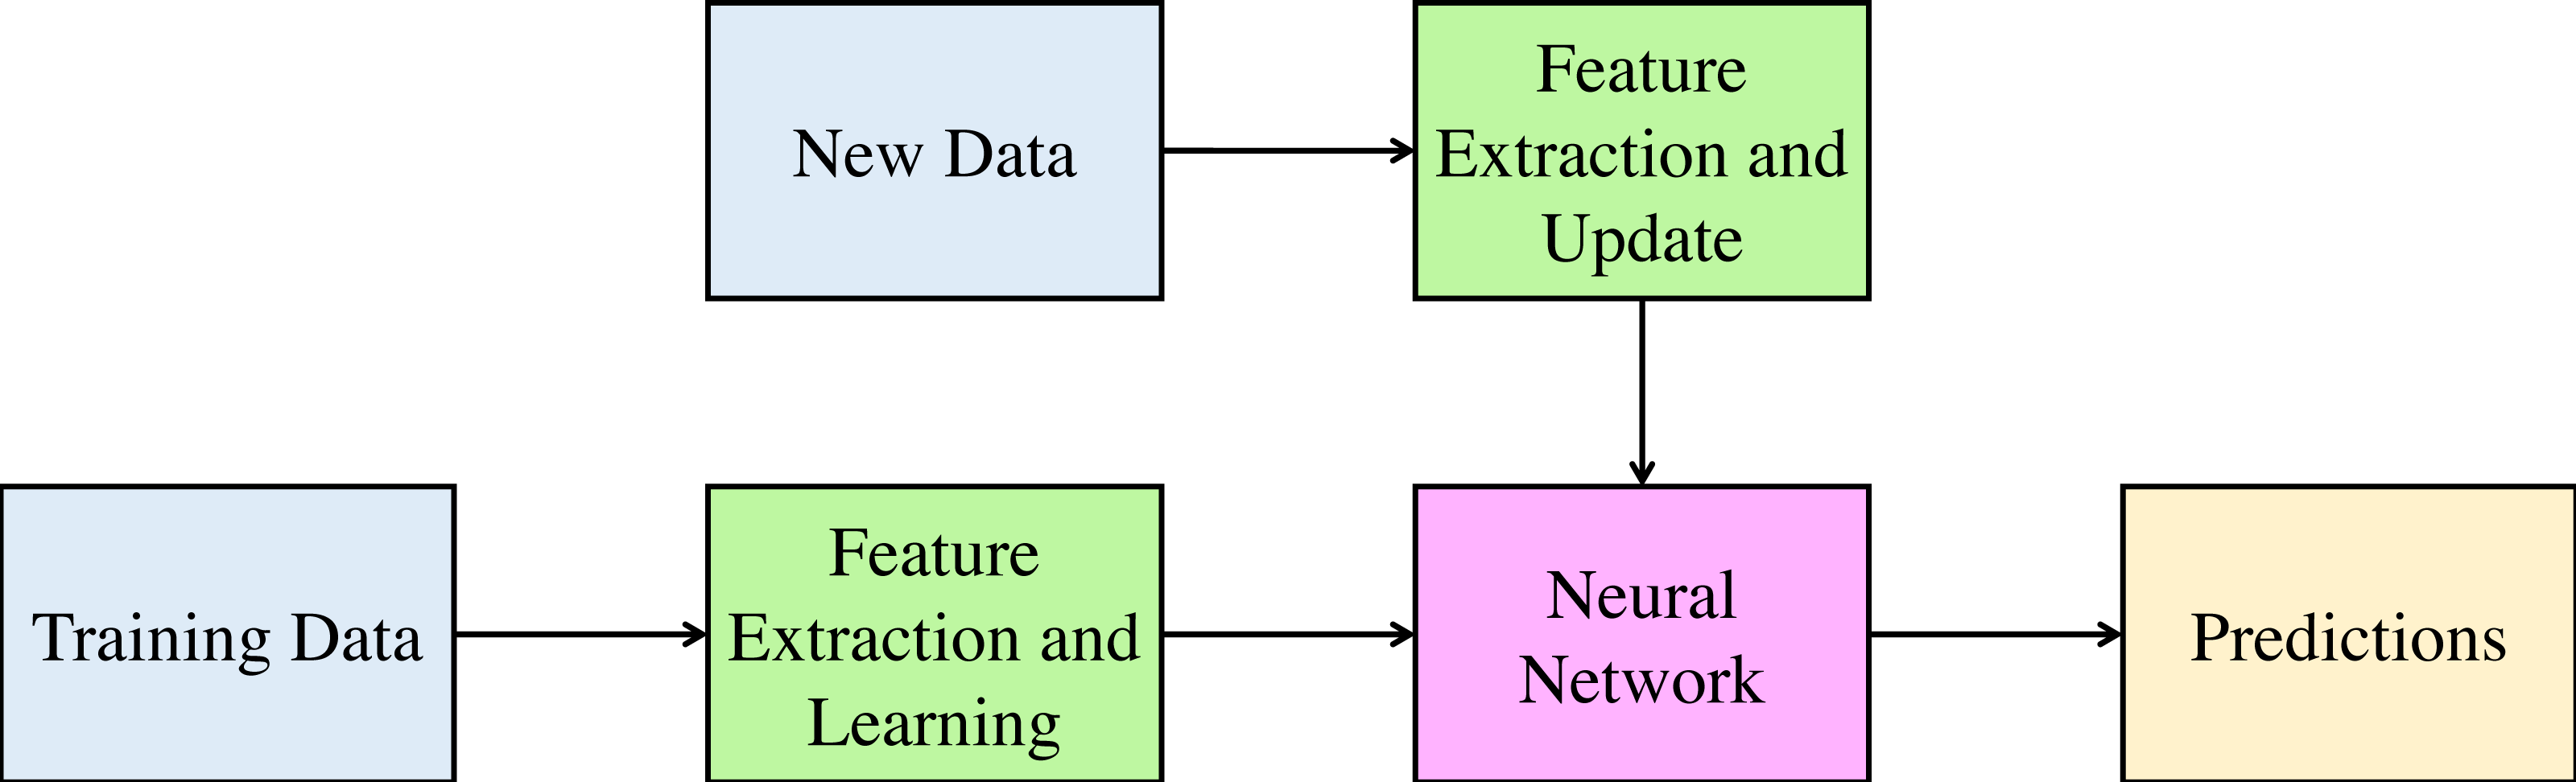 New Data
Feature
Extraction and
Update
Training Data
Feature
Extraction and
Learning
Neural
Network
Predictions